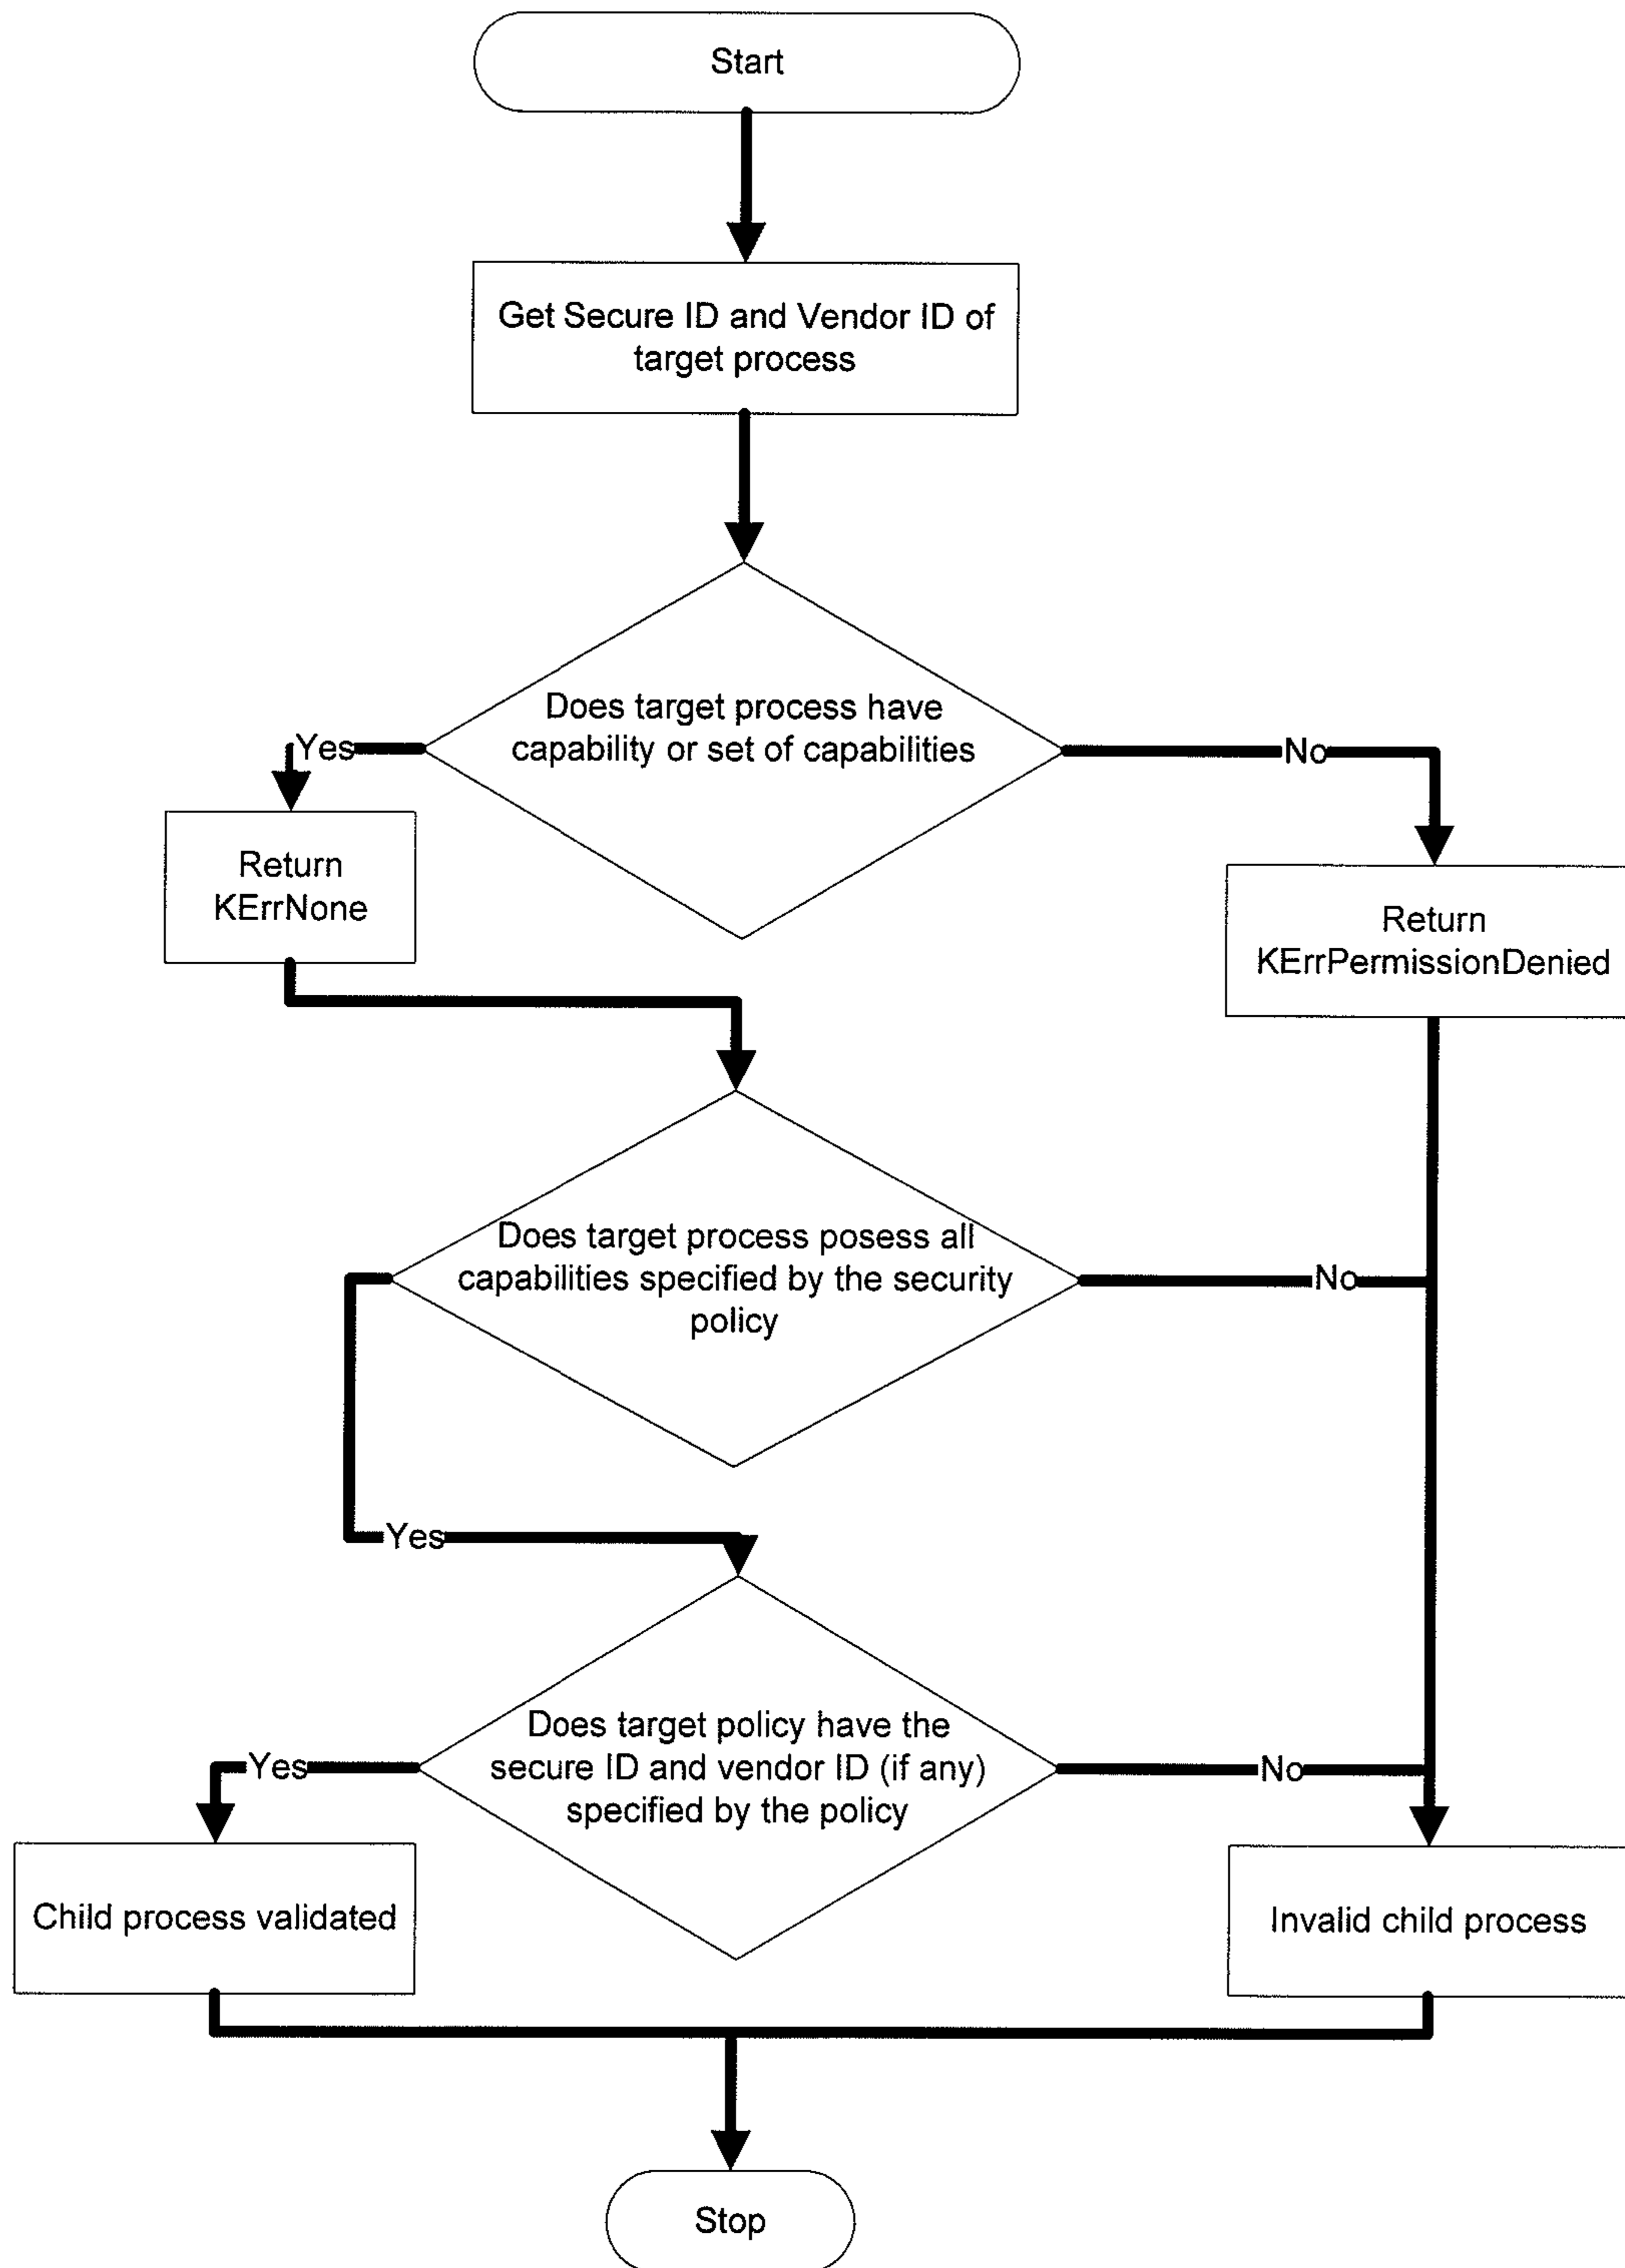 Start
Get Secure ID and Vendor ID of
target process
Does target process have
capability or set of capabilities
Yes
No
Return
KErrNone
Return
KErrPermissionDenied
Does target process posess all
capabilities specified by the security
policy
No
Yes
Does target policy have the
secure ID and vendor ID (if any)
specified by the policy
Yes
No
Child process validated
Invalid child process
Stop